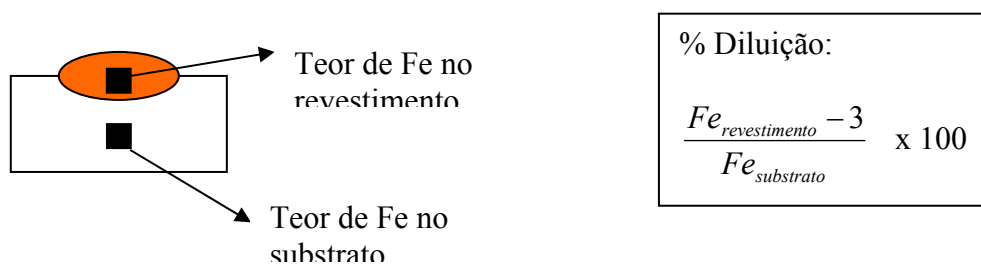 Teor de Fe no
revestimento
Teor de Fe no
substrato
% Diluição:
Fe_revestimento − 3
Fe_substrato
x 100